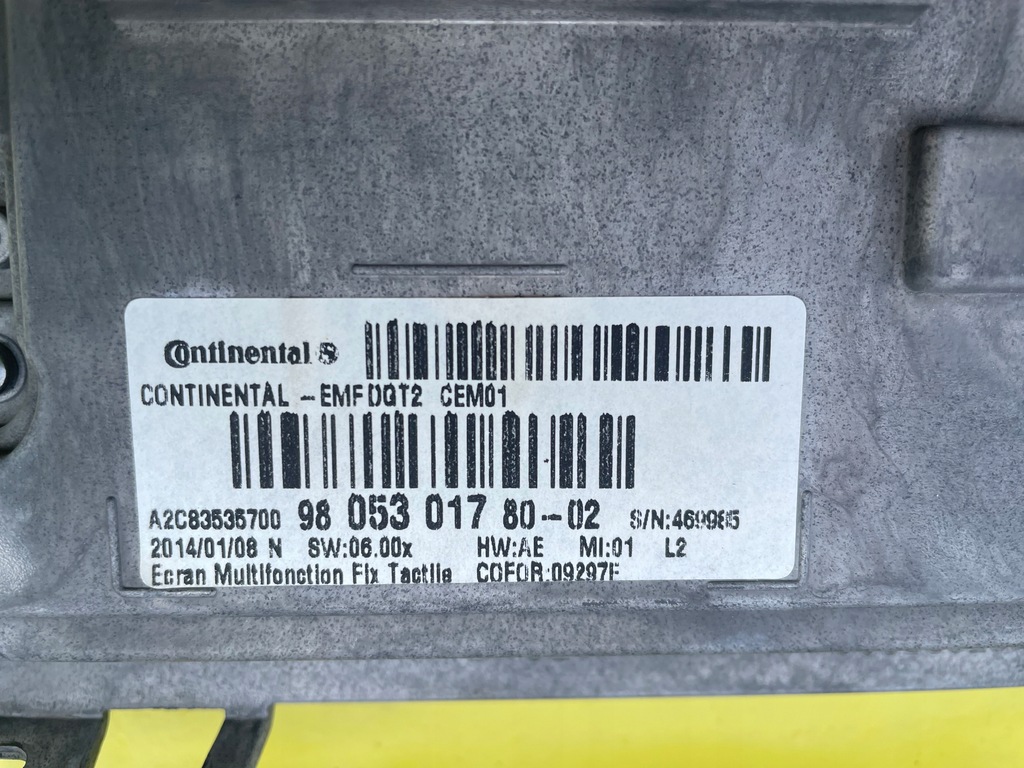 Continental
CONTINENTAL -EMFDQT2 CEM01
A2C83535700 98 053 017 80-02 S/N:469985
2014/01/08 N SW:06.00x HW:AE MI:01 L2
Ecran Multifonction Fix Tactile COFOR:09297F